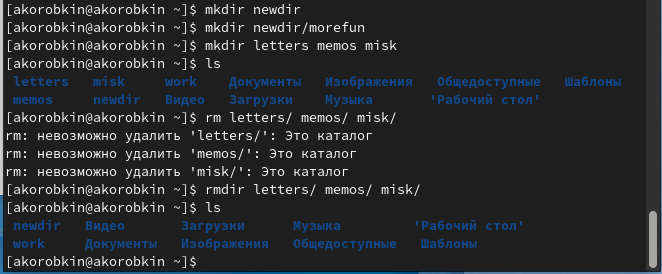 [akorobkin@akorobkin ~]$ mkdir newdir
[akorobkin@akorobkin ~]$ mkdir newdir/morefun
[akorobkin@akorobkin ~]$ mkdir letters memos misk
[akorobkin@akorobkin ~]$ ls
letters misk work Документы Изображения Общедоступные Шаблоны
memos newdir Видео Загрузки Музыка 'Рабочий стол'
[akorobkin@akorobkin ~]$ rm letters/ memos/ misk/
rm: невозможно удалить 'letters/': Это каталог
rm: невозможно удалить 'memos/': Это каталог
rm: невозможно удалить 'misk/': Это каталог
[akorobkin@akorobkin ~]$ rmdir letters/ memos/ misk/
[akorobkin@akorobkin ~]$ ls
newdir Видео Загрузки Музыка 'Рабочий стол'
work Документы Изображения Общедоступные Шаблоны
[akorobkin@akorobkin ~]$